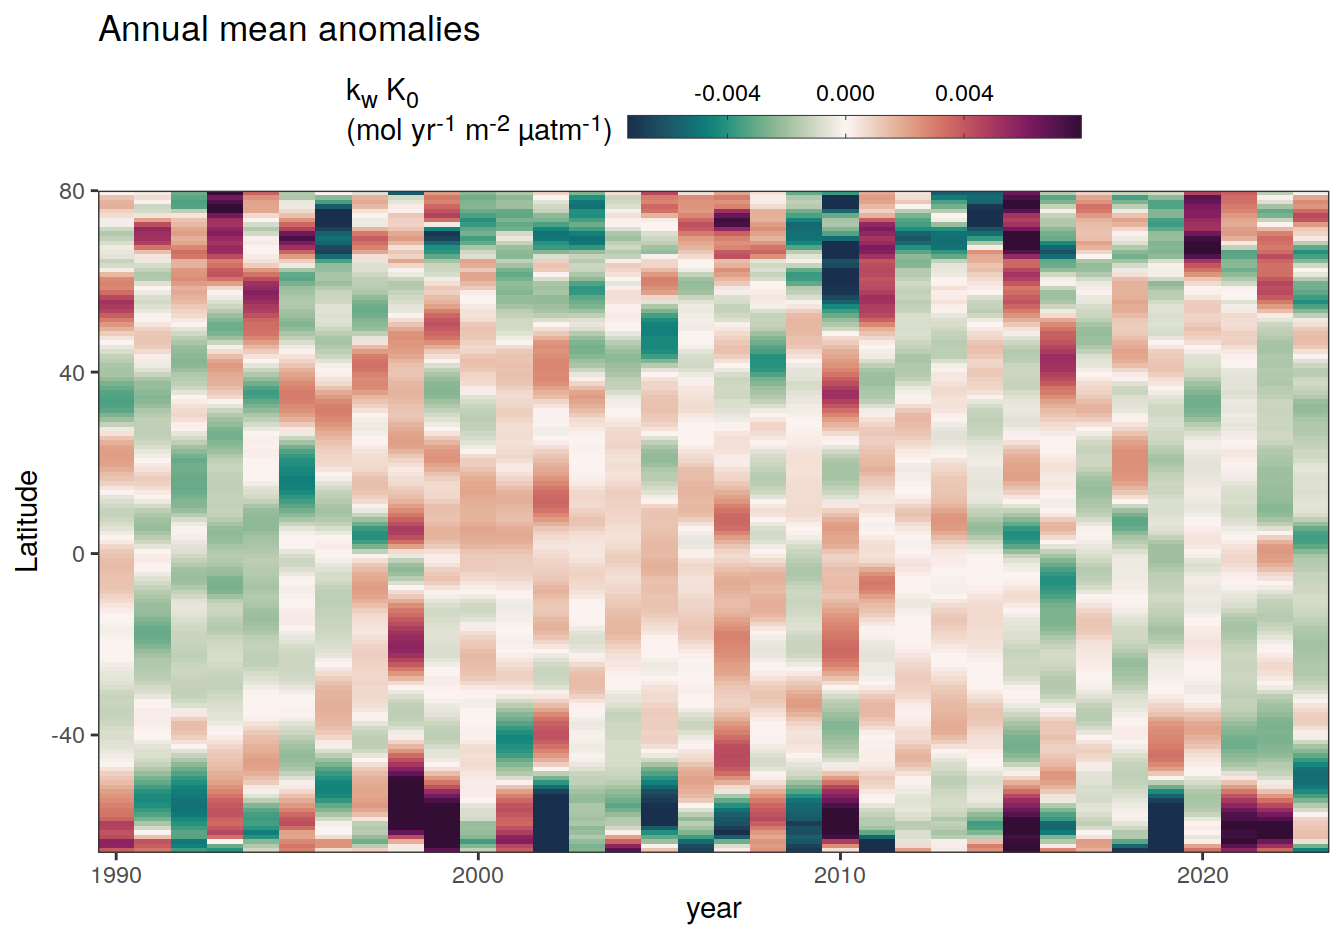 Annual mean anomalies
kw K0
(mol yr-1 m-2 µatm-1)
-0.004 0.000 0.004
80
40
0
-40
Latitude
1990 2000 2010 2020
year